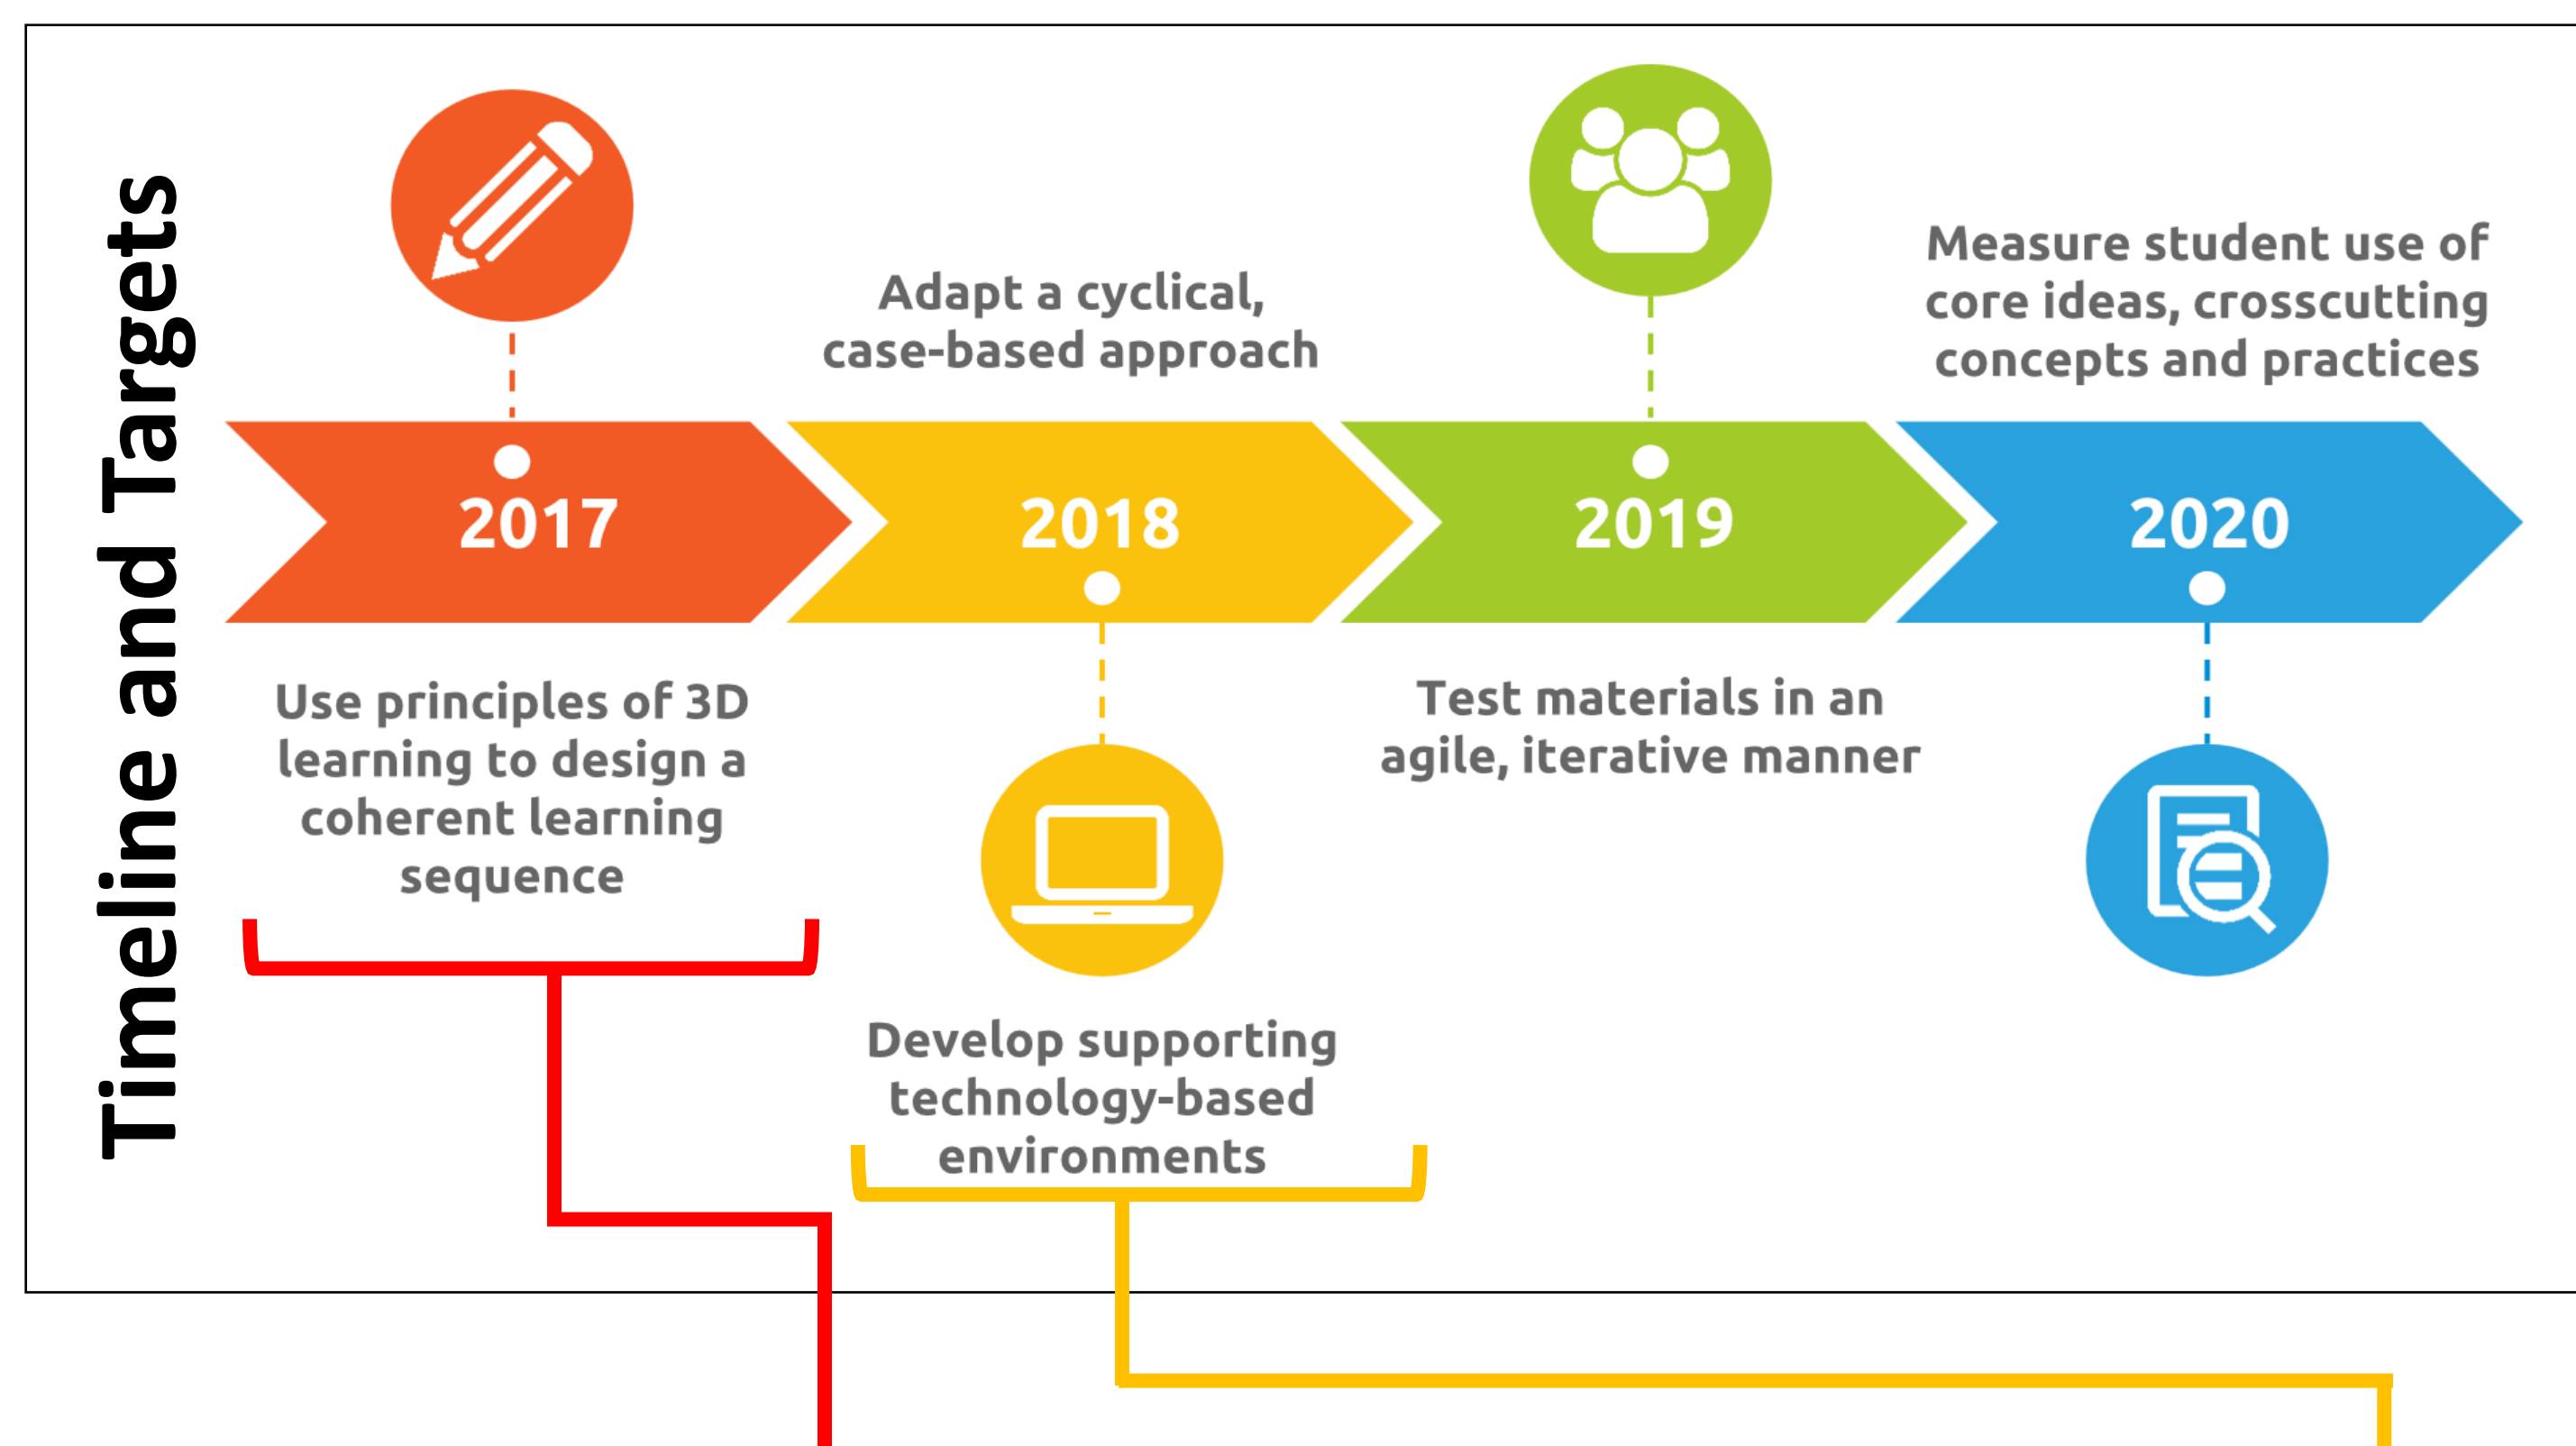 Timeline and Targets
2017
Use principles of 3D
learning to design a
coherent learning
sequence
Adapt a cyclical,
case-based approach
2018
Develop supporting
technology-based
environments
2019
Test materials in an
agile, iterative manner
Measure student use of
core ideas, crosscutting
concepts and practices
2020